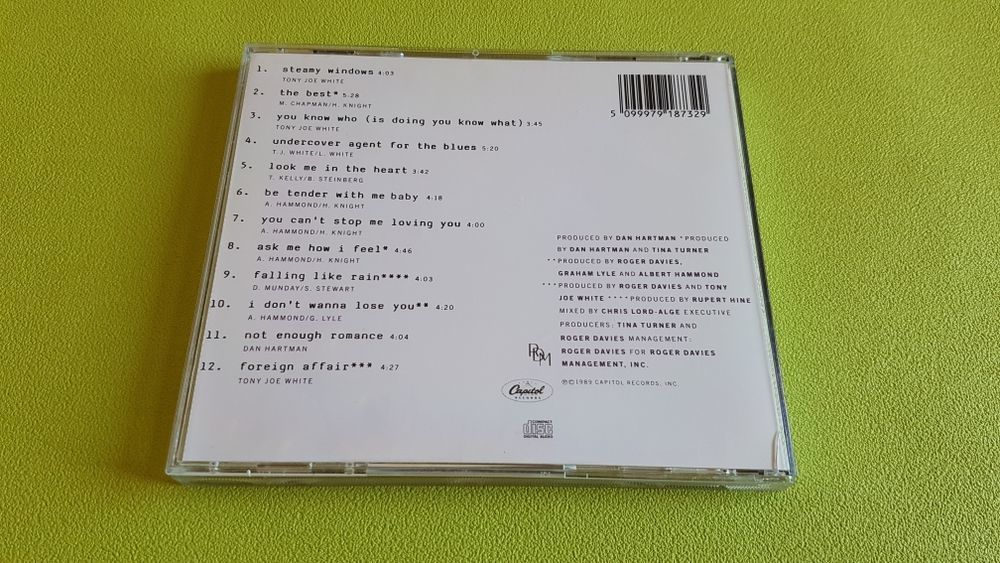 1. steamy windows 4:03
TONY JOE WHITE
2. the best* 5:28
M. CHAPMAN/H. KNIGHT
3. you know who (is doing you know what) 3:45
TONY JOE WHITE
4. undercover agent for the blues 5:20
T.J. WHITE/L. WHITE
5. look me in the heart 3:42
T. KELLY/B. STEINBERG
6. be tender with me baby 4:18
A. HAMMOND/H. KNIGHT
7. you can't stop me loving you 4:00
A. HAMMOND/H. KNIGHT
8. ask me how i feel* 4:46
A. HAMMOND/H. KNIGHT
9. falling like rain**** 4:03
D. MUNDAY/S. STEWART
10. i don't wanna lose you** 4:20
A. HAMMOND/G. LYLE
11. not enough romance 4:04
DAN HARTMAN
12. foreign affair*** 4:27
TONY JOE WHITE
5 099979 187329
PRODUCED BY DAN HARTMAN *PRODUCED
BY DAN HARTMAN AND TINA TURNER
**PRODUCED BY ROGER DAVIES,
GRAHAM LYLE AND ALBERT HAMMOND
***PRODUCED BY ROGER DAVIES AND TONY
JOE WHITE ****PRODUCED BY RUPERT HINE
MIXED BY CHRIS LORD-ALGE EXECUTIVE
PRODUCERS: TINA TURNER AND
ROGER DAVIES MANAGEMENT:
ROGER DAVIES FOR ROGER DAVIES
MANAGEMENT, INC.
RDM
Capitol
RECORDS
℗©1989 CAPITOL RECORDS, INC.
COMPACT
disc
DIGITAL AUDIO